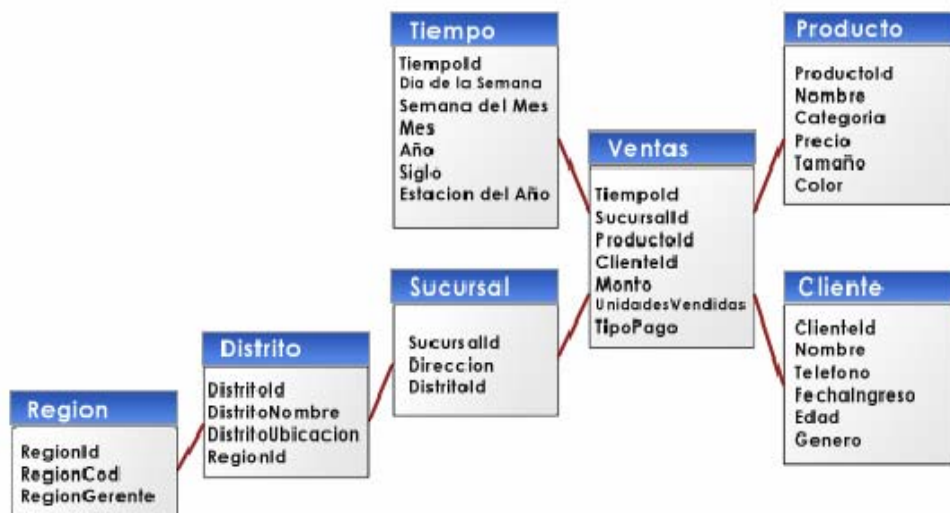 Tiempo
TiempoId
Dia de la Semana
Semana del Mes
Mes
Año
Siglo
Estacion del Año
Producto
ProductoId
Nombre
Categoria
Precio
Tamaño
Color
Ventas
TiempoId
SucursalId
ProductoId
ClienteId
Monto
UnidadesVendidas
TipoPago
Sucursal
SucursalId
Direccion
DistritoId
Cliente
ClienteId
Nombre
Telefono
FechaIngreso
Edad
Genero
Distrito
DistritoId
DistritoNombre
DistritoUbicacion
RegionId
Region
RegionId
RegionCod
RegionGerente